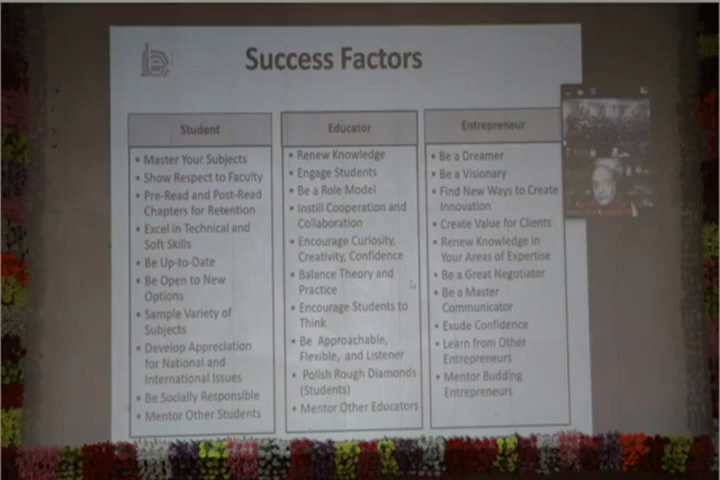 Success Factors
Student
• Master Your Subjects
• Show Respect to Faculty
• Pre-Read and Post-Read
Chapters for Retention
• Excel in Technical and
Soft Skills
• Be Up-to-Date
• Be Open to New
Options
• Sample Variety of
Subjects
• Develop Appreciation
for National and
International Issues
• Be Socially Responsible
• Mentor Other Students
Educator
• Renew Knowledge
• Engage Students
• Be a Role Model
• Instill Cooperation and
Collaboration
• Encourage Curiosity,
Creativity, Confidence
• Balance Theory and
Practice
• Encourage Students to
Think
• Be Approachable,
Flexible, and Listener
• Polish Rough Diamonds
(Students)
• Mentor Other Educators
Entrepreneur
• Be a Dreamer
• Be a Visionary
• Find New Ways to Create
Innovation
• Create Value for Clients
• Renew Knowledge in
Your Areas of Expertise
• Be a Great Negotiator
• Be a Master
Communicator
• Exude Confidence
• Learn from Other
Entrepreneurs
• Mentor Budding
Entrepreneurs